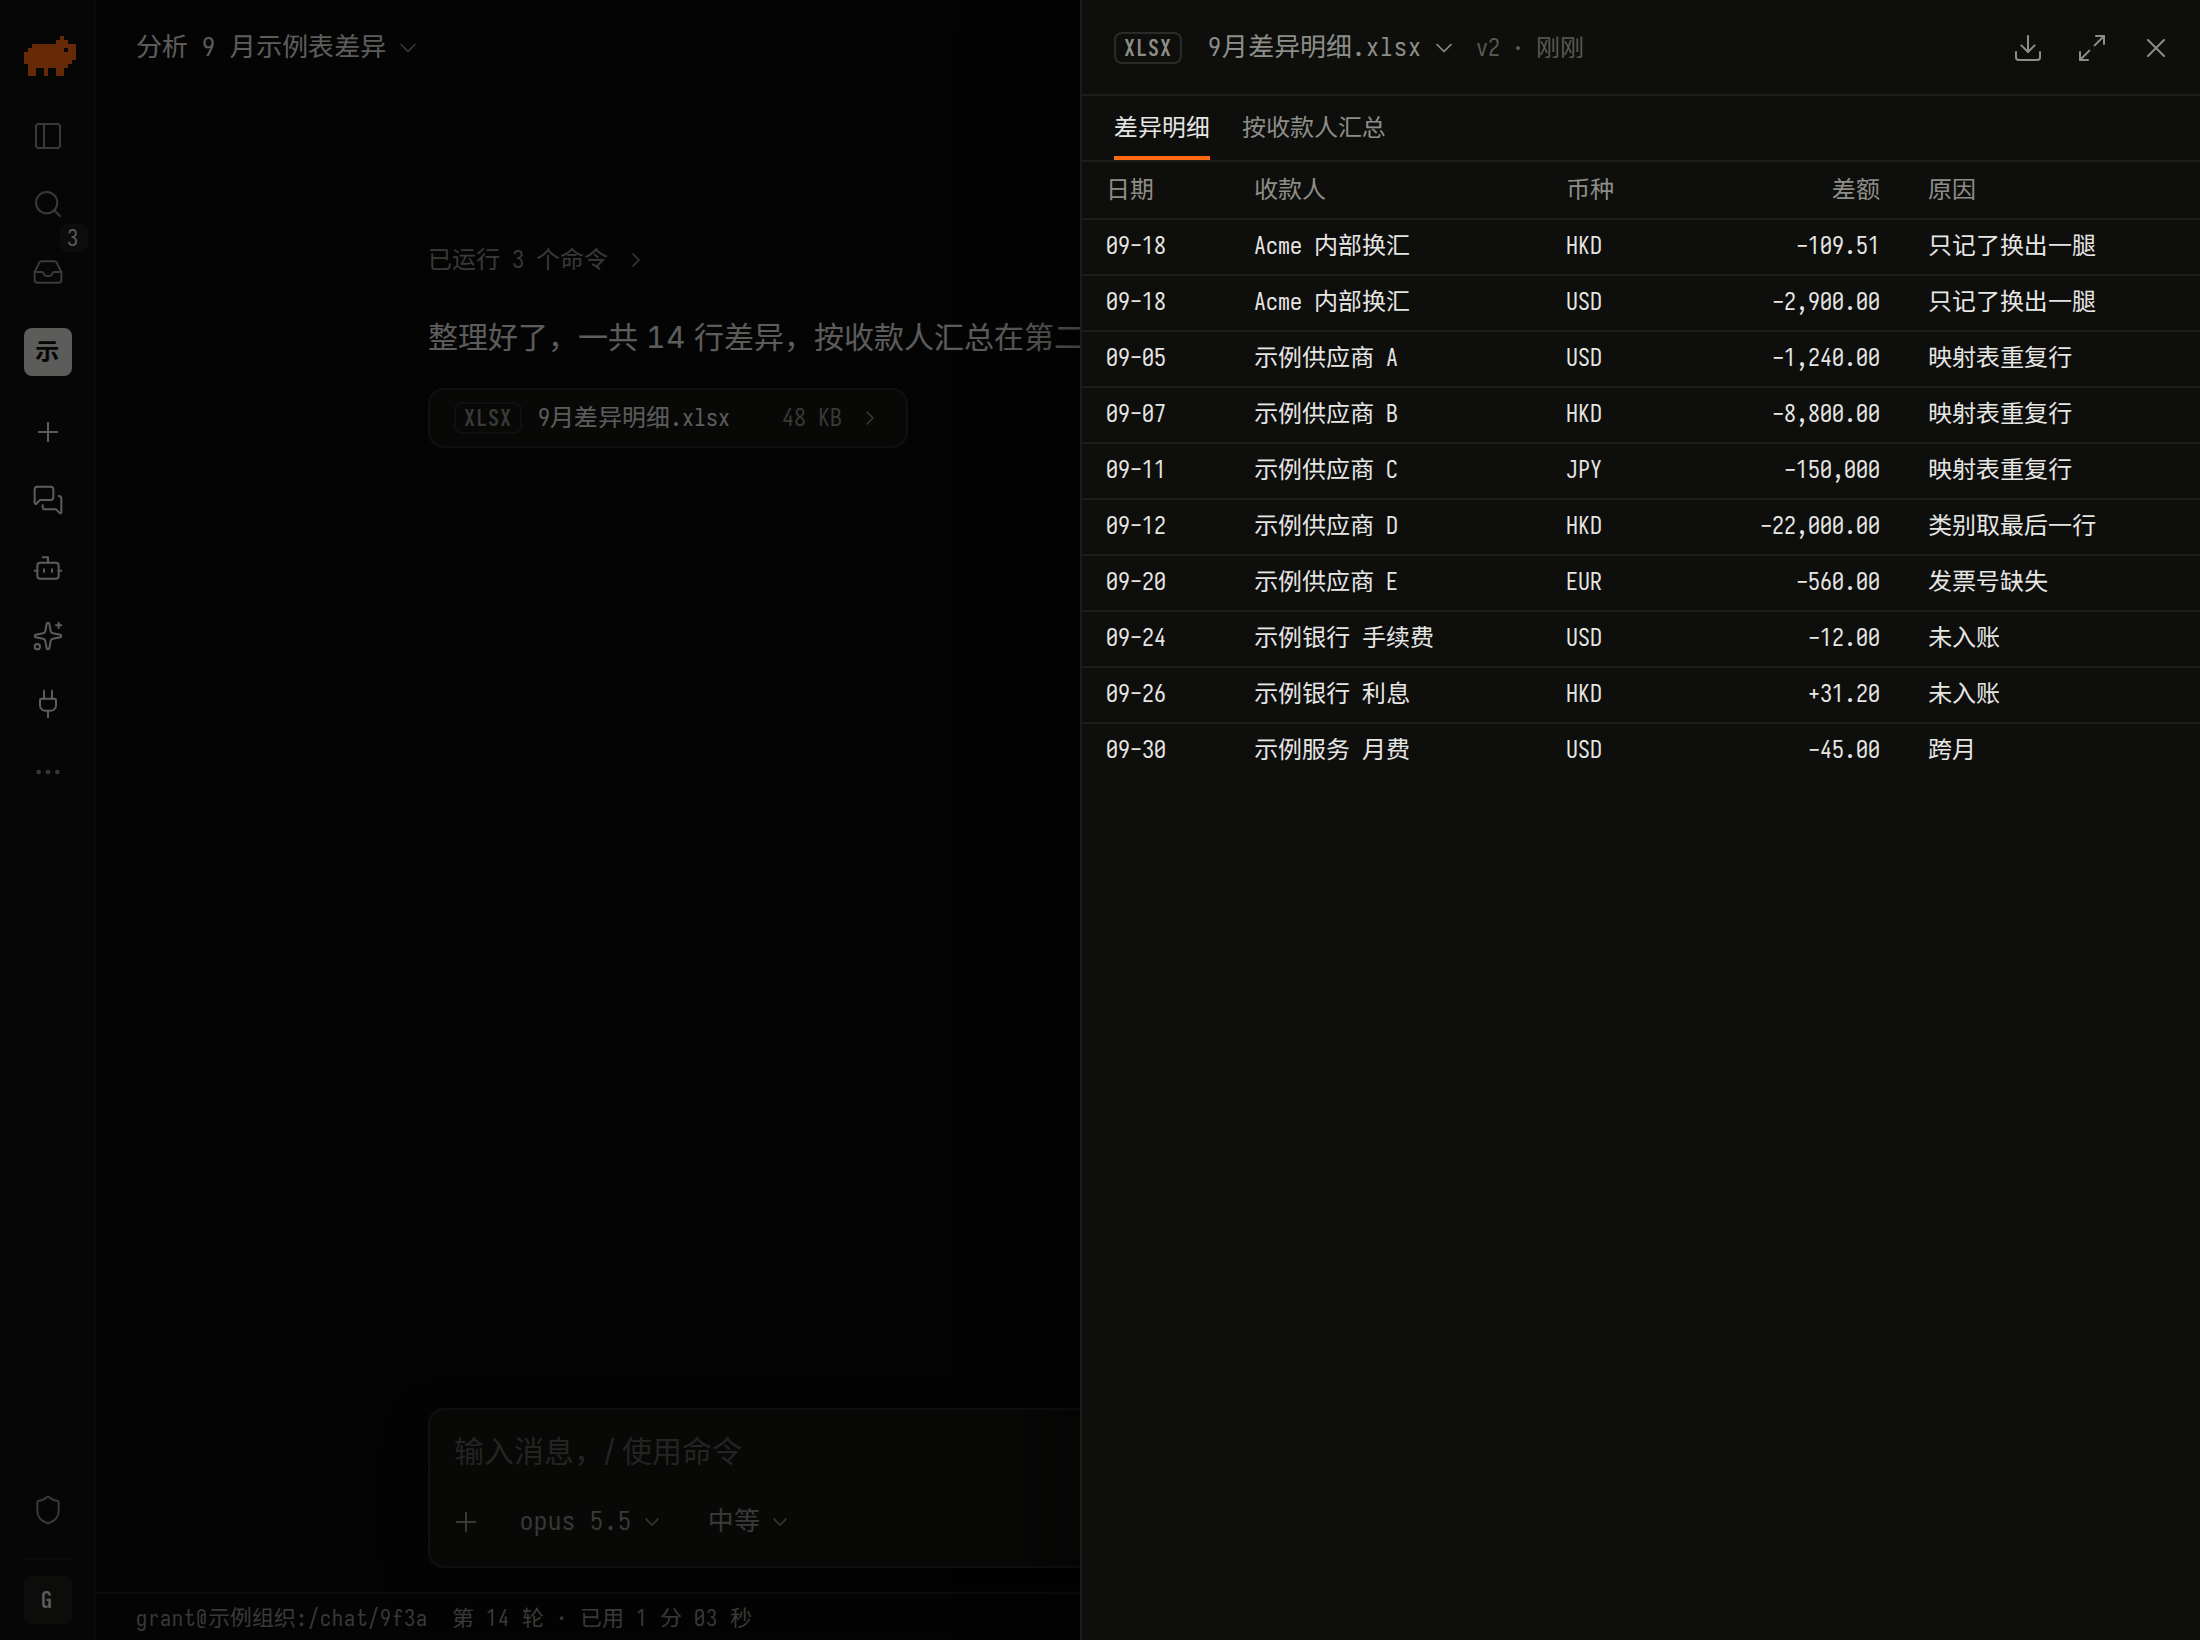 分析 9 月示例表差异
3
示
已运行 3 个命令
整理好了，一共 14 行差异，按收款人汇总在第二
XLSX 9月差异明细.xlsx 48 KB
输入消息，/ 使用命令
opus 5.5 中等
G
grant@示例组织:/chat/9f3a 第 14 轮 · 已用 1 分 03 秒
XLSX 9月差异明细.xlsx v2 · 刚刚
差异明细 按收款人汇总
日期 收款人 币种 差额 原因
09-18 Acme 内部换汇 HKD -109.51 只记了换出一腿
09-18 Acme 内部换汇 USD -2,900.00 只记了换出一腿
09-05 示例供应商 A USD -1,240.00 映射表重复行
09-07 示例供应商 B HKD -8,800.00 映射表重复行
09-11 示例供应商 C JPY -150,000 映射表重复行
09-12 示例供应商 D HKD -22,000.00 类别取最后一行
09-20 示例供应商 E EUR -560.00 发票号缺失
09-24 示例银行 手续费 USD -12.00 未入账
09-26 示例银行 利息 HKD +31.20 未入账
09-30 示例服务 月费 USD -45.00 跨月